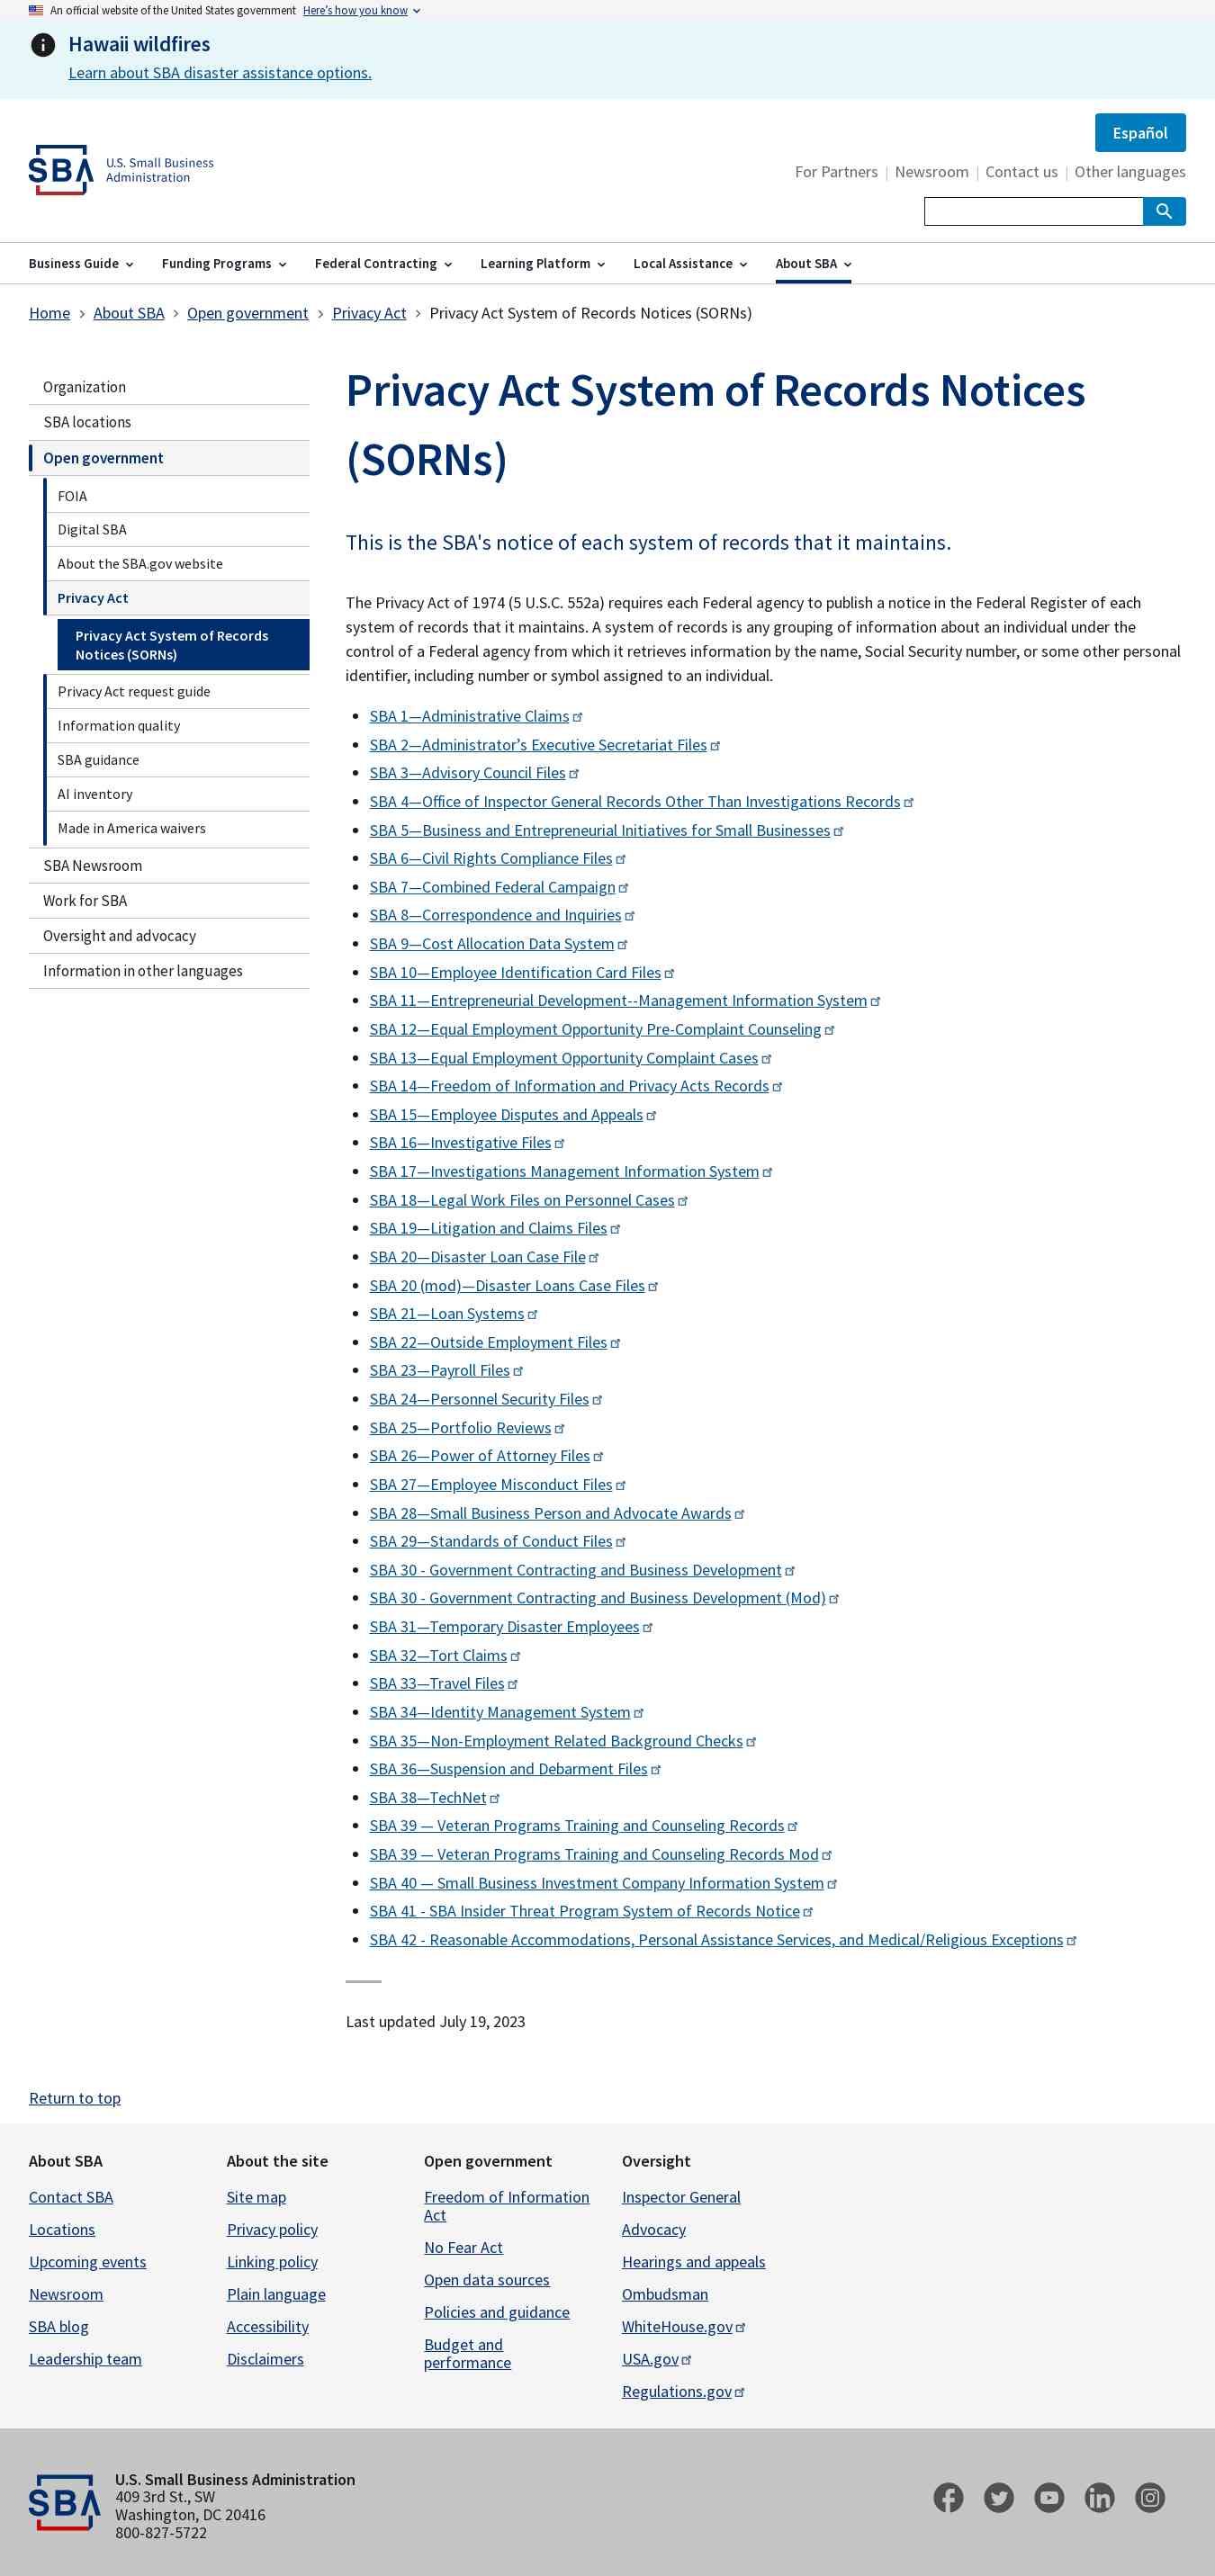 An official website of the United States government Here’s how you know
Hawaii wildfires
Learn about SBA disaster assistance options.
Español
SBA U.S. Small Business
Administration
For Partners | Newsroom | Contact us | Other languages
Business Guide Funding Programs Federal Contracting Learning Platform Local Assistance About SBA
Home About SBA Open government Privacy Act Privacy Act System of Records Notices (SORNs)
Organization
SBA locations
Open government
FOIA
Digital SBA
About the SBA.gov website
Privacy Act
Privacy Act System of Records
Notices (SORNs)
Privacy Act request guide
Information quality
SBA guidance
AI inventory
Made in America waivers
SBA Newsroom
Work for SBA
Oversight and advocacy
Information in other languages
Privacy Act System of Records Notices
(SORNs)
This is the SBA's notice of each system of records that it maintains.
The Privacy Act of 1974 (5 U.S.C. 552a) requires each Federal agency to publish a notice in the Federal Register of each
system of records that it maintains. A system of records is any grouping of information about an individual under the
control of a Federal agency from which it retrieves information by the name, Social Security number, or some other personal
identifier, including number or symbol assigned to an individual.
SBA 1—Administrative Claims
SBA 2—Administrator’s Executive Secretariat Files
SBA 3—Advisory Council Files
SBA 4—Office of Inspector General Records Other Than Investigations Records
SBA 5—Business and Entrepreneurial Initiatives for Small Businesses
SBA 6—Civil Rights Compliance Files
SBA 7—Combined Federal Campaign
SBA 8—Correspondence and Inquiries
SBA 9—Cost Allocation Data System
SBA 10—Employee Identification Card Files
SBA 11—Entrepreneurial Development--Management Information System
SBA 12—Equal Employment Opportunity Pre-Complaint Counseling
SBA 13—Equal Employment Opportunity Complaint Cases
SBA 14—Freedom of Information and Privacy Acts Records
SBA 15—Employee Disputes and Appeals
SBA 16—Investigative Files
SBA 17—Investigations Management Information System
SBA 18—Legal Work Files on Personnel Cases
SBA 19—Litigation and Claims Files
SBA 20—Disaster Loan Case File
SBA 20 (mod)—Disaster Loans Case Files
SBA 21—Loan Systems
SBA 22—Outside Employment Files
SBA 23—Payroll Files
SBA 24—Personnel Security Files
SBA 25—Portfolio Reviews
SBA 26—Power of Attorney Files
SBA 27—Employee Misconduct Files
SBA 28—Small Business Person and Advocate Awards
SBA 29—Standards of Conduct Files
SBA 30 - Government Contracting and Business Development
SBA 30 - Government Contracting and Business Development (Mod)
SBA 31—Temporary Disaster Employees
SBA 32—Tort Claims
SBA 33—Travel Files
SBA 34—Identity Management System
SBA 35—Non-Employment Related Background Checks
SBA 36—Suspension and Debarment Files
SBA 38—TechNet
SBA 39 — Veteran Programs Training and Counseling Records
SBA 39 — Veteran Programs Training and Counseling Records Mod
SBA 40 — Small Business Investment Company Information System
SBA 41 - SBA Insider Threat Program System of Records Notice
SBA 42 - Reasonable Accommodations, Personal Assistance Services, and Medical/Religious Exceptions
Last updated July 19, 2023
Return to top
About SBA
Contact SBA
Locations
Upcoming events
Newsroom
SBA blog
Leadership team
About the site
Site map
Privacy policy
Linking policy
Plain language
Accessibility
Disclaimers
Open government
Freedom of Information
Act
No Fear Act
Open data sources
Policies and guidance
Budget and
performance
Oversight
Inspector General
Advocacy
Hearings and appeals
Ombudsman
WhiteHouse.gov
USA.gov
Regulations.gov
SBA
U.S. Small Business Administration
409 3rd St., SW
Washington, DC 20416
800-827-5722